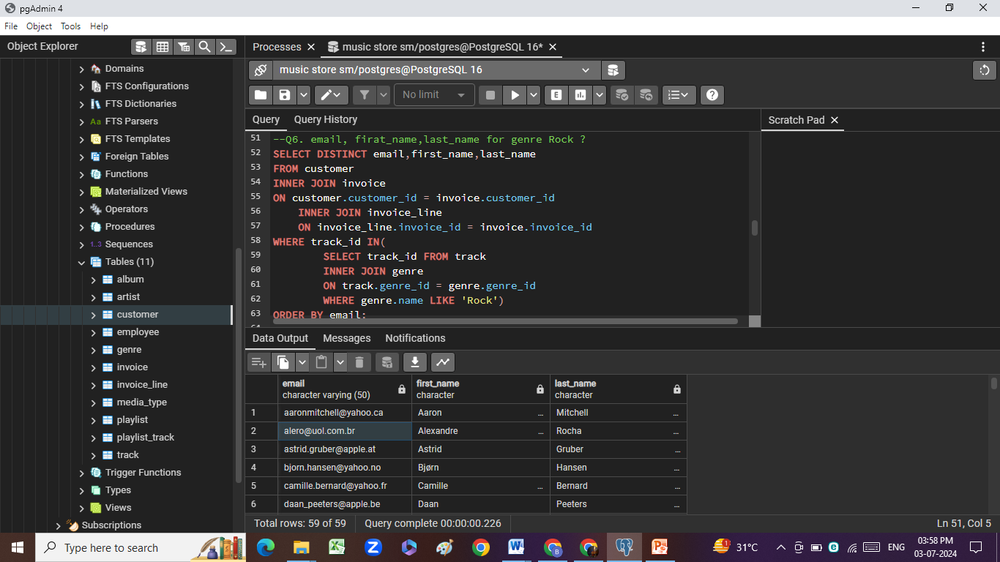 pgAdmin 4
File Object Tools Help
Object Explorer
Processes
music store sm/postgres@PostgreSQL 16*
music store sm/postgres@PostgreSQL 16
No limit
E
Query Query History
Scratch Pad
Domains
FTS Configurations
FTS Dictionaries
Aa FTS Parsers
FTS Templates
Foreign Tables
Functions
Materialized Views
Operators
Procedures
1..3 Sequences
Tables (11)
album
artist
customer
employee
genre
invoice
invoice_line
media_type
playlist
playlist_track
track
Trigger Functions
Types
Views
Subscriptions
51 --Q6. email, firat_name,last_name for genre Rock ?
52 SELECT DISTINCT email,first_name,last_name
53 FROM customer
54 INNER JOIN invoice
55 ON customer.customer_id = invoice.customer_id
56 INNER JOIN invoice_line
57 ON invoice_line.invoice_id = invoice.invoice_id
58 WHERE track_id IN(
59 SELECT track_id FROM track
60 INNER JOIN genre
61 ON track.genre_id = genre.genre_id
62 WHERE genre.name LIKE 'Rock')
63 ORDER BY email;
Data Output Messages Notifications
email first_name last_name
character varying (50) character character
1 aaronmitchell@yahoo.ca Aaron ... Mitchell ...
2 alero@uol.com.br Alexandre ... Rocha ...
3 astrid.gruber@apple.at Astrid Gruber ...
4 bjorn.hansen@yahoo.no Bjørn Hansen ...
5 camille.bernard@yahoo.fr Camille ... Bernard ...
6 daan_peeters@apple.be Daan Peeters ...
Total rows: 59 of 59 Query complete 00:00:00.226 Ln 51, Col 5
Type here to search
1 31°C
ENG
03:58 PM
03-07-2024